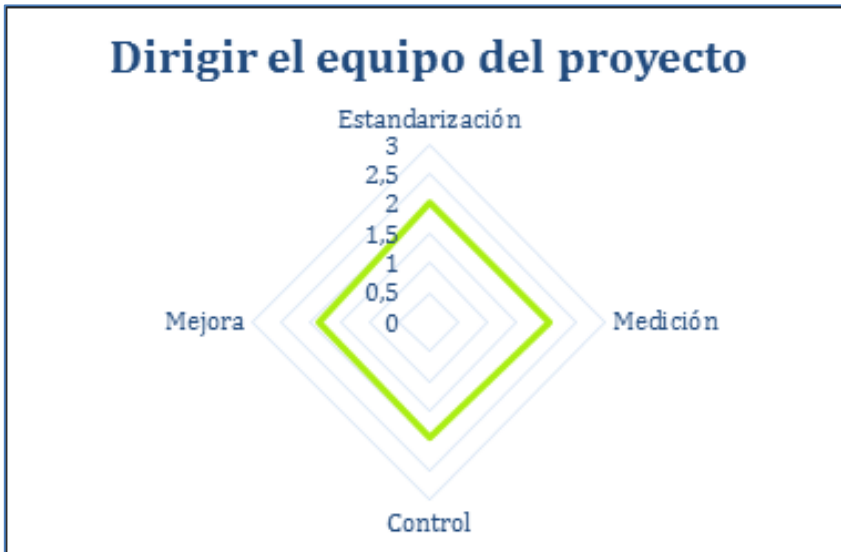 Dirigir el equipo del proyecto
Estandarización
3
2,5
2
1,5
1
0,5
0
Mejora
Medición
Control